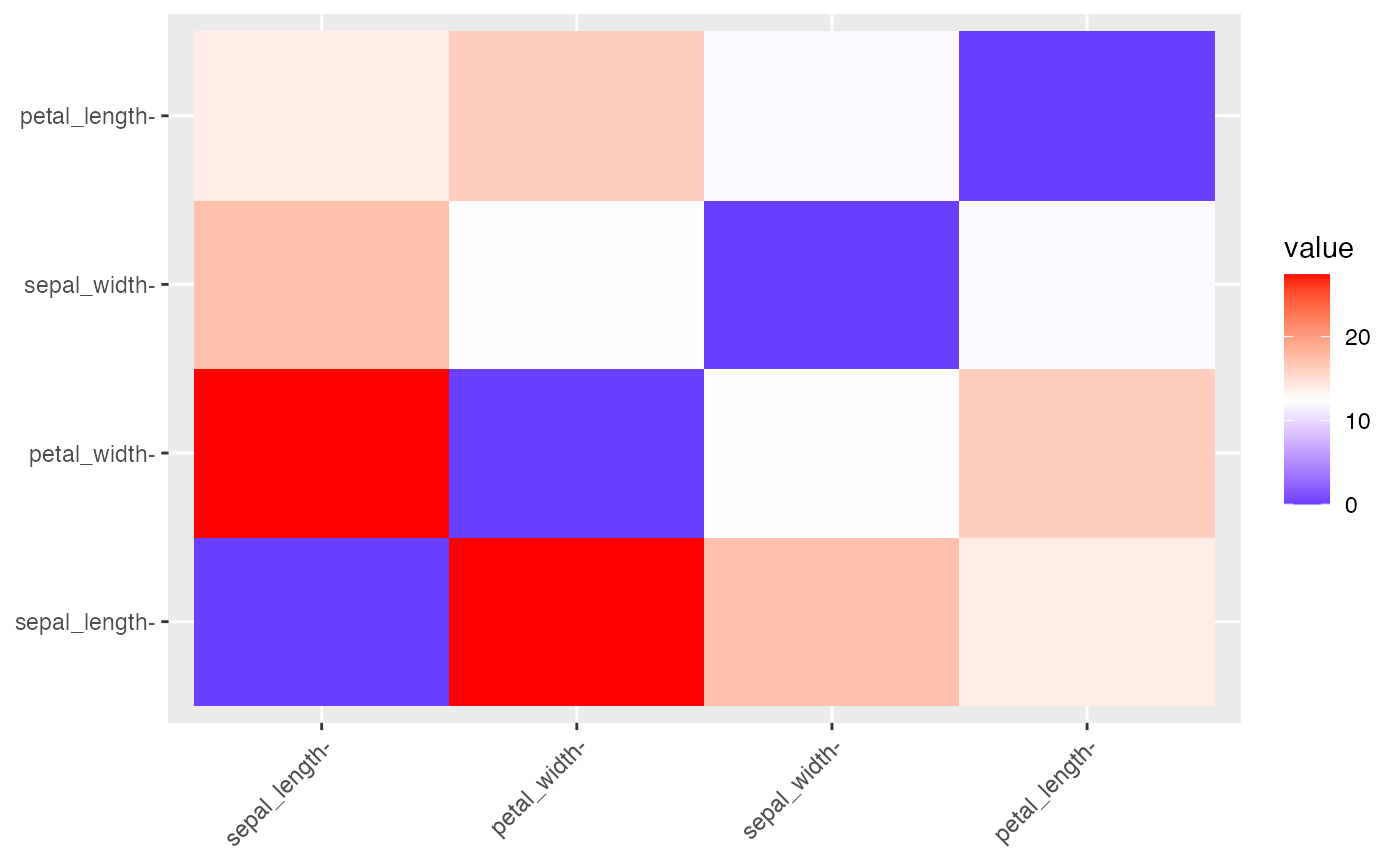 petal_length-
sepal_width-
petal_width-
sepal_length-
sepal_length-
petal_width-
sepal_width-
petal_length-
value
20
10
0